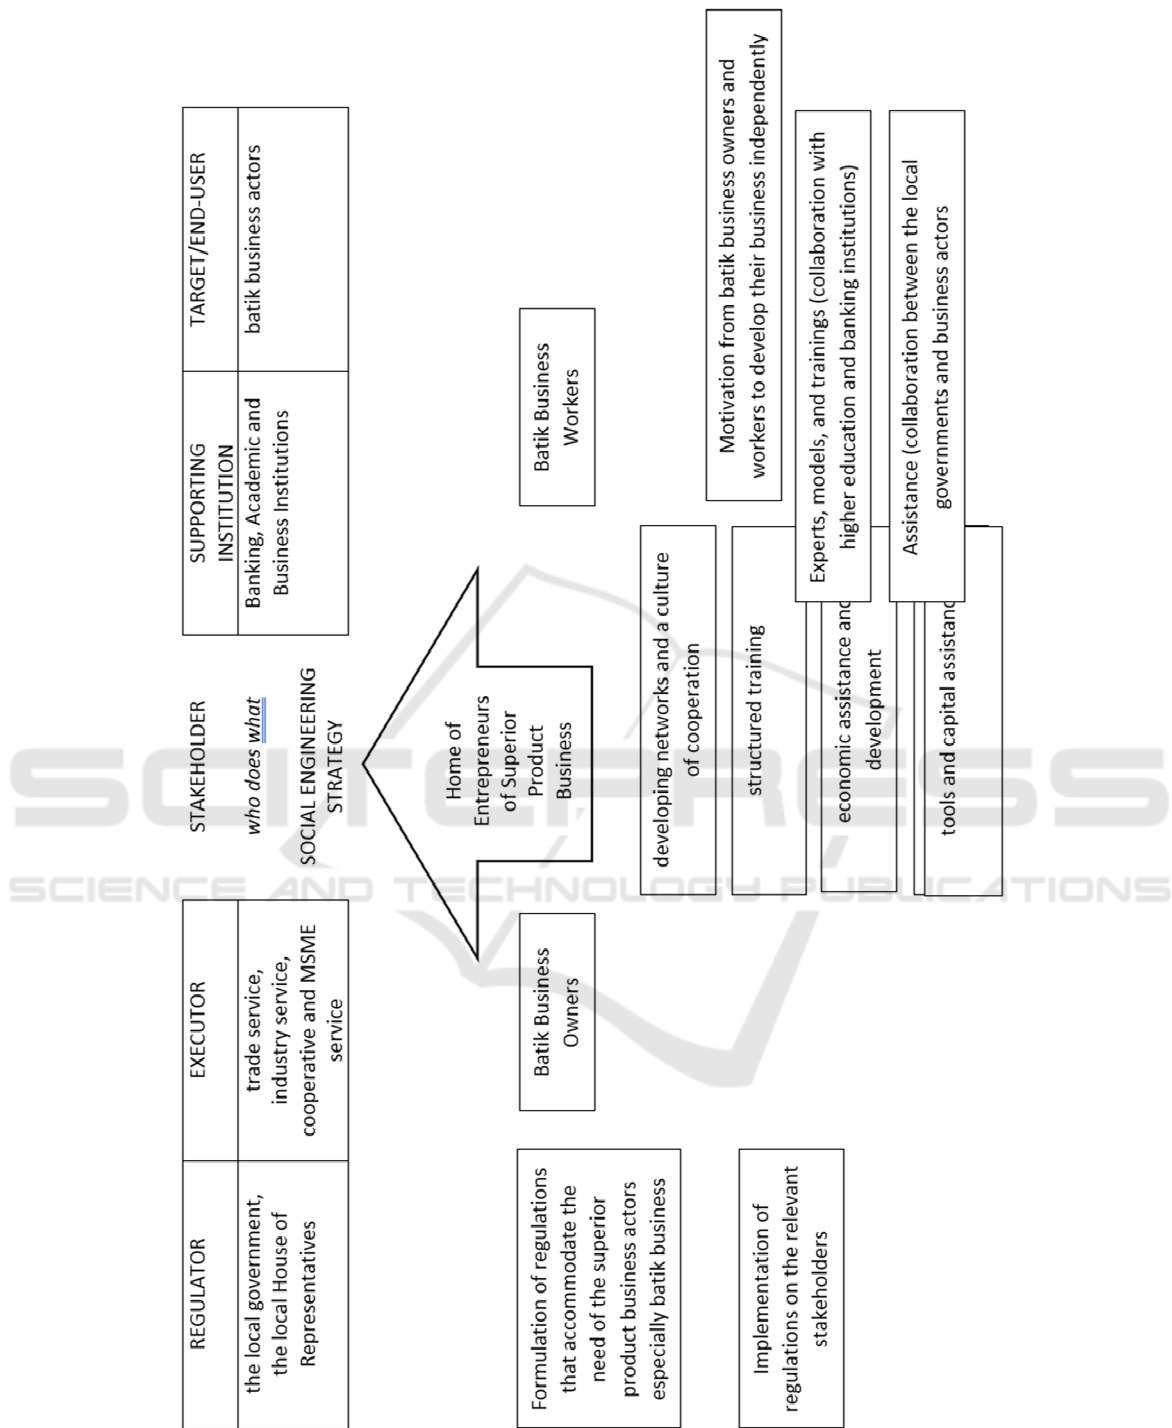 REGULATOR
the local government,
the local House of
Representatives
EXECUTOR
trade service,
industry service,
cooperative and MSME
service
STAKEHOLDER
who does what
SOCIAL ENGINEERING
STRATEGY
SUPPORTING
INSTITUTION
Banking, Academic and
Business Institutions
TARGET/END-USER
batik business actors
Home of
Entrepreneurs
of Superior
Product
Business
Batik Business
Owners
Batik Business
Workers
Formulation of regulations
that accommodate the
need of the superior
product business actors
especially batik business
Implementation of
regulations on the relevant
stakeholders
developing networks and a culture
of cooperation
structured training
economic assistance and
development
tools and capital
Motivation from batik business owners and
workers to develop their business independently
Experts, models, and trainings (collaboration with
higher education and banking institutions)
Assistance (collaboration between the local
governments and business actors
SCITEPRESS
SCIENCE AND TECHNOLOGY PUBLICATIONS